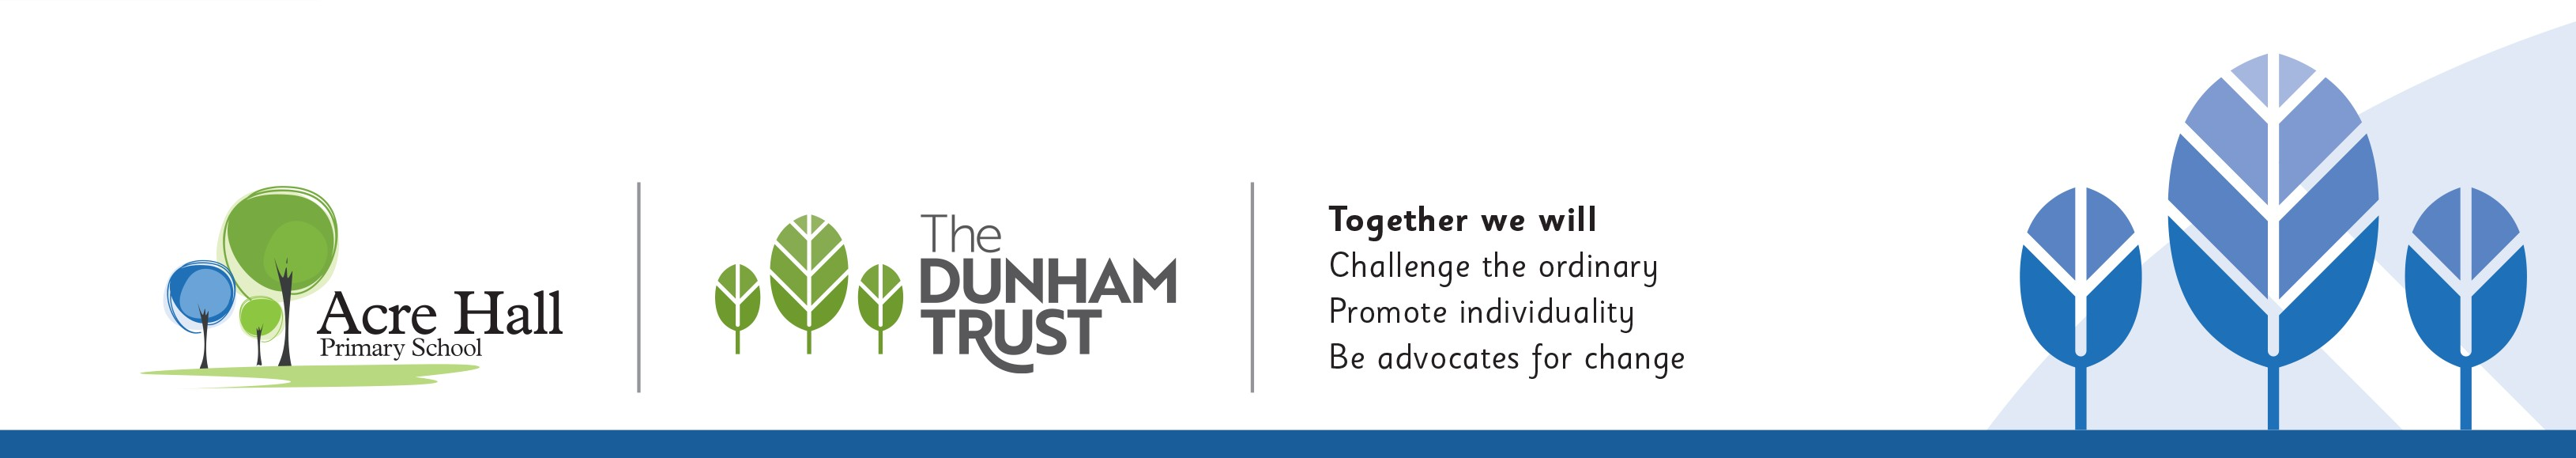 Acre Hall
Primary School
The
DUNHAM
TRUST
Together we will
Challenge the ordinary
Promote individuality
Be advocates for change